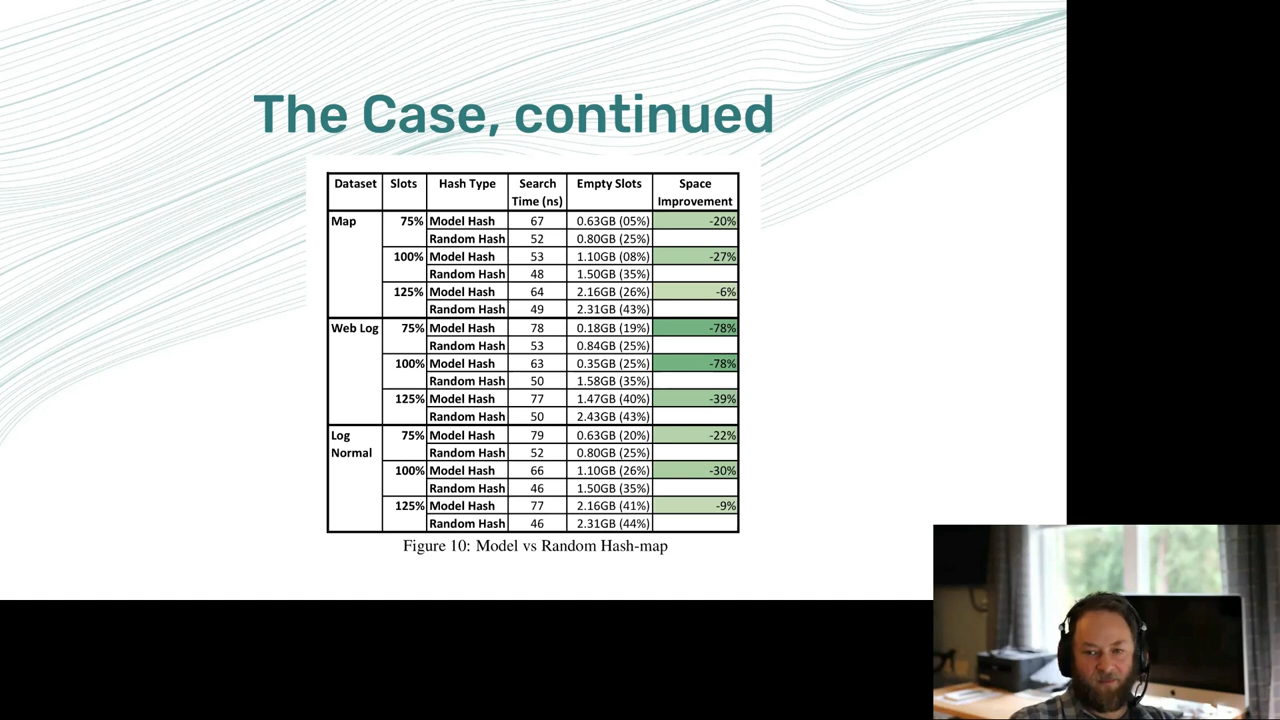 The Case, continued
Dataset Slots Hash Type Search Time (ns) Empty Slots Space Improvement
Map 75% Model Hash 67 0.63GB (05%) -20%
Random Hash 52 0.80GB (25%)
100% Model Hash 53 1.10GB (08%) -27%
Random Hash 48 1.50GB (35%)
125% Model Hash 64 2.16GB (26%) -6%
Random Hash 49 2.31GB (43%)
Web Log 75% Model Hash 78 0.18GB (19%) -78%
Random Hash 53 0.84GB (25%)
100% Model Hash 63 0.35GB (25%) -78%
Random Hash 50 1.58GB (35%)
125% Model Hash 77 1.47GB (40%) -39%
Random Hash 50 2.43GB (43%)
Log Normal 75% Model Hash 79 0.63GB (20%) -22%
Random Hash 52 0.80GB (25%)
100% Model Hash 66 1.10GB (26%) -30%
Random Hash 46 1.50GB (35%)
125% Model Hash 77 2.16GB (41%) -9%
Random Hash 46 2.31GB (44%)
Figure 10: Model vs Random Hash-map